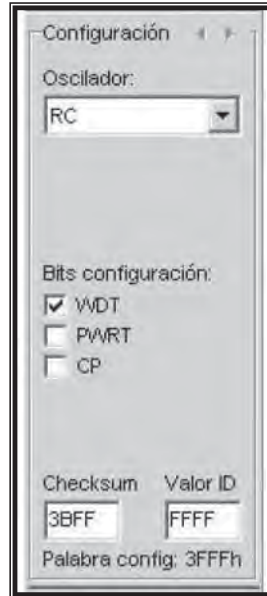 Configuración
Oscilador:
RC
Bits configuración:
WDT
PWRT
CP
Checksum Valor ID
3BFF FFFF
Palabra config: 3FFFh